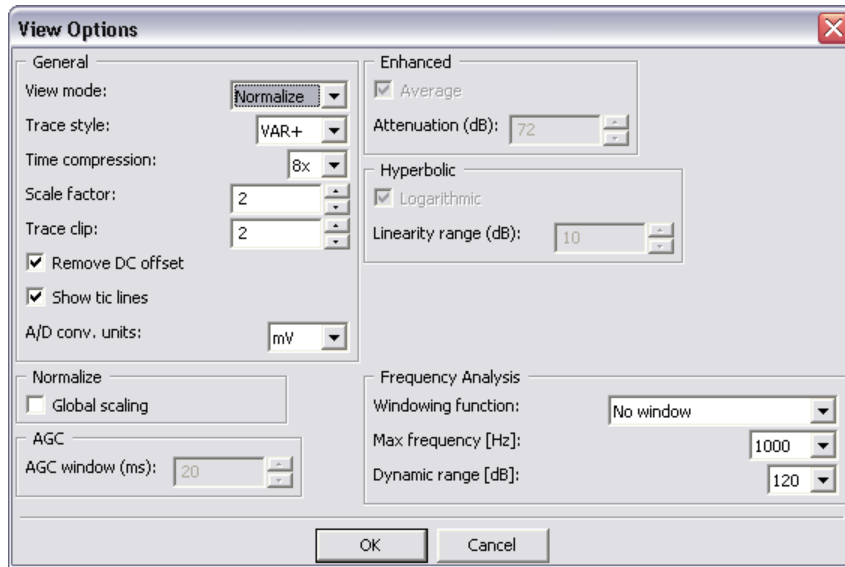 View Options
General
View mode: Normalize
Trace style: VAR+
Time compression: 8x
Scale factor: 2
Trace clip: 2
Remove DC offset
Show tic lines
A/D conv. units: mV
Enhanced
Average
Attenuation (dB): 72
Hyperbolic
Logarithmic
Linearity range (dB): 10
Normalize
Global scaling
AGC
AGC window (ms): 20
Frequency Analysis
Windowing function: No window
Max frequency [Hz]: 1000
Dynamic range [dB]: 120
OK Cancel